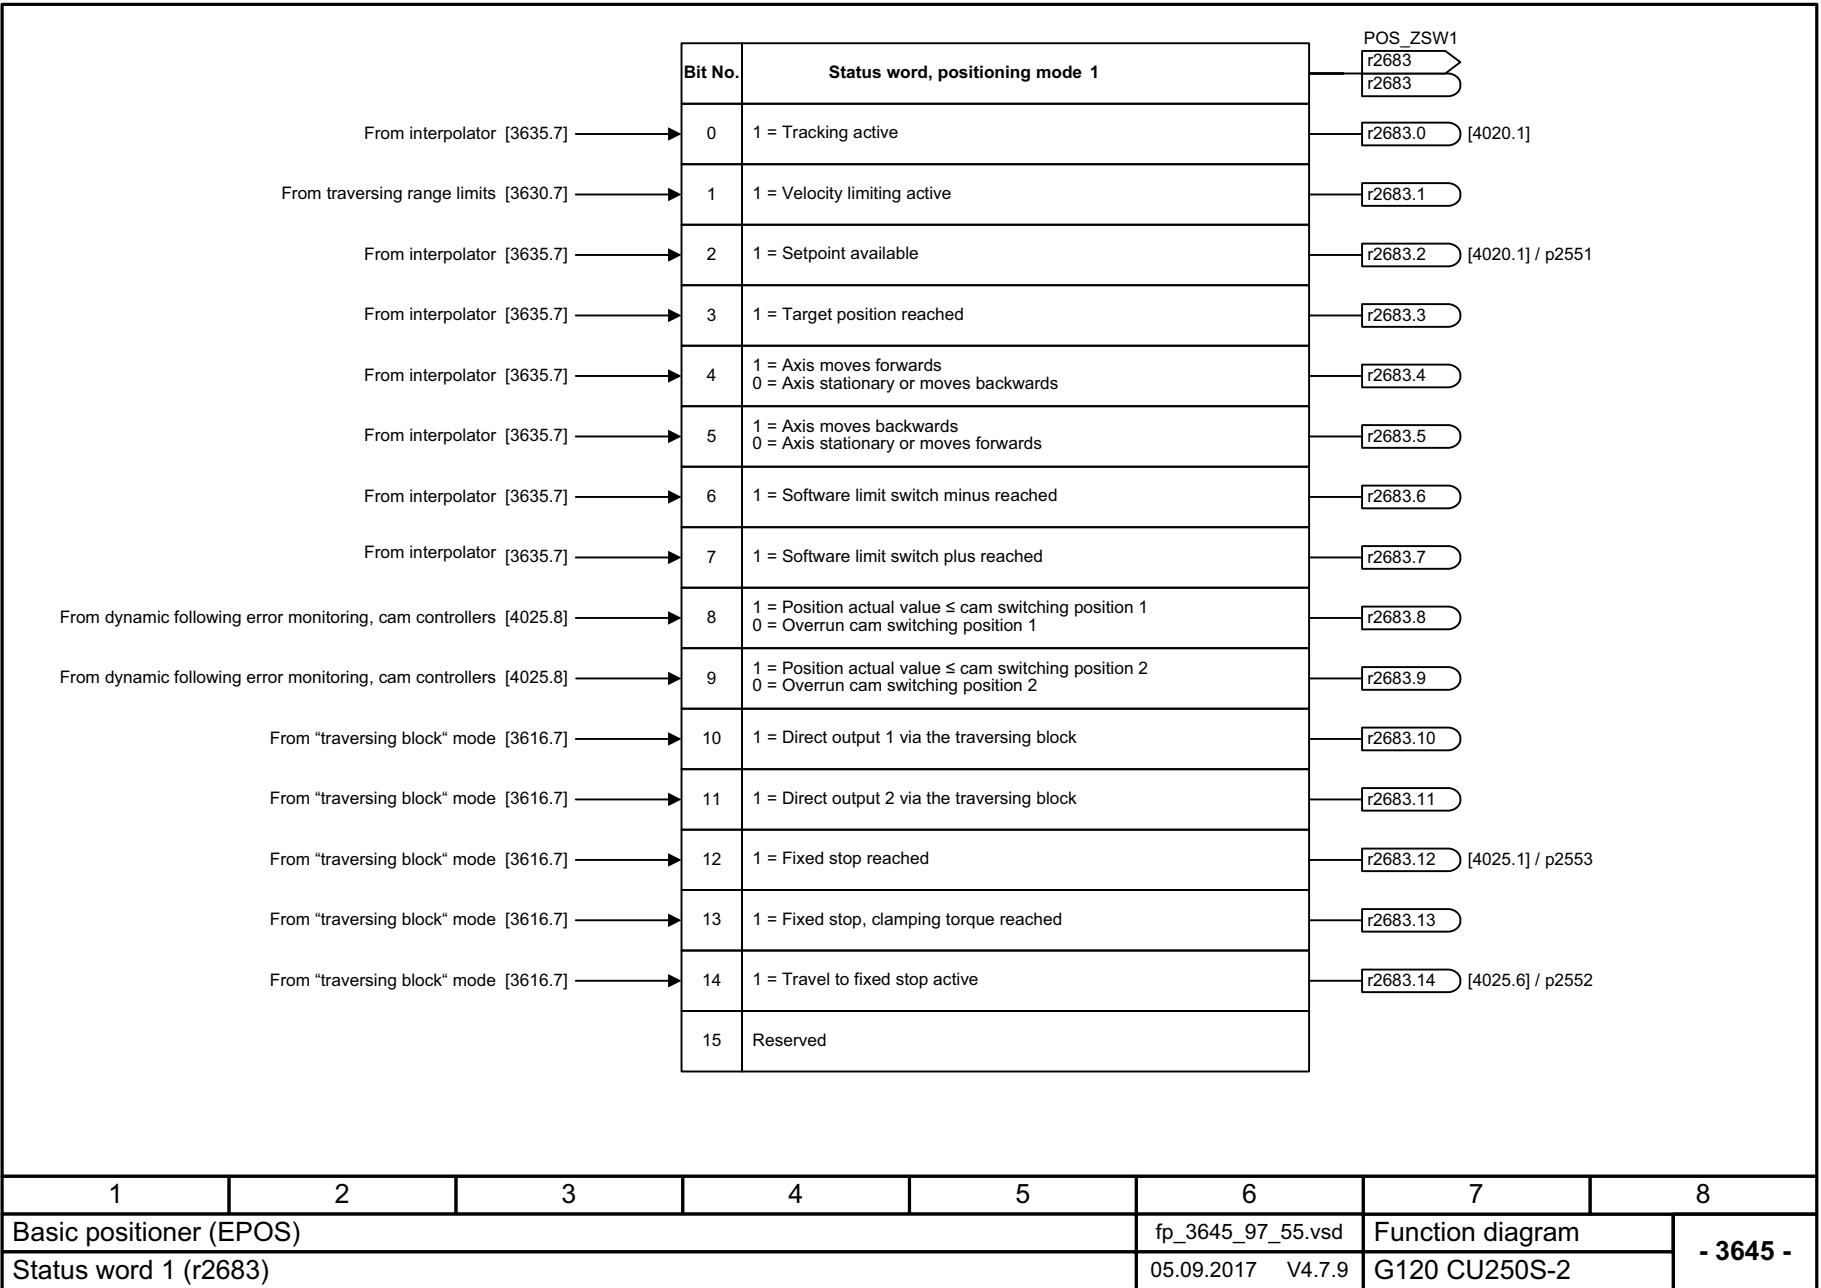 POS_ZSW1
Bit No. Status word, positioning mode 1 r2683
r2683
From interpolator [3635.7] 0 1 = Tracking active r2683.0 [4020.1]
From traversing range limits [3630.7] 1 1 = Velocity limiting active r2683.1
From interpolator [3635.7] 2 1 = Setpoint available r2683.2 [4020.1] / p2551
From interpolator [3635.7] 3 1 = Target position reached r2683.3
From interpolator [3635.7] 4 1 = Axis moves forwards
0 = Axis stationary or moves backwards r2683.4
From interpolator [3635.7] 5 1 = Axis moves backwards
0 = Axis stationary or moves forwards r2683.5
From interpolator [3635.7] 6 1 = Software limit switch minus reached r2683.6
From interpolator [3635.7] 7 1 = Software limit switch plus reached r2683.7
From dynamic following error monitoring, cam controllers [4025.8] 8 1 = Position actual value ≤ cam switching position 1
0 = Overrun cam switching position 1 r2683.8
From dynamic following error monitoring, cam controllers [4025.8] 9 1 = Position actual value ≤ cam switching position 2
0 = Overrun cam switching position 2 r2683.9
From “traversing block“ mode [3616.7] 10 1 = Direct output 1 via the traversing block r2683.10
From “traversing block“ mode [3616.7] 11 1 = Direct output 2 via the traversing block r2683.11
From “traversing block“ mode [3616.7] 12 1 = Fixed stop reached r2683.12 [4025.1] / p2553
From “traversing block“ mode [3616.7] 13 1 = Fixed stop, clamping torque reached r2683.13
From “traversing block“ mode [3616.7] 14 1 = Travel to fixed stop active r2683.14 [4025.6] / p2552
15 Reserved
1 2 3 4 5 6 7 8
Basic positioner (EPOS) fp_3645_97_55.vsd Function diagram - 3645 -
Status word 1 (r2683) 05.09.2017 V4.7.9 G120 CU250S-2